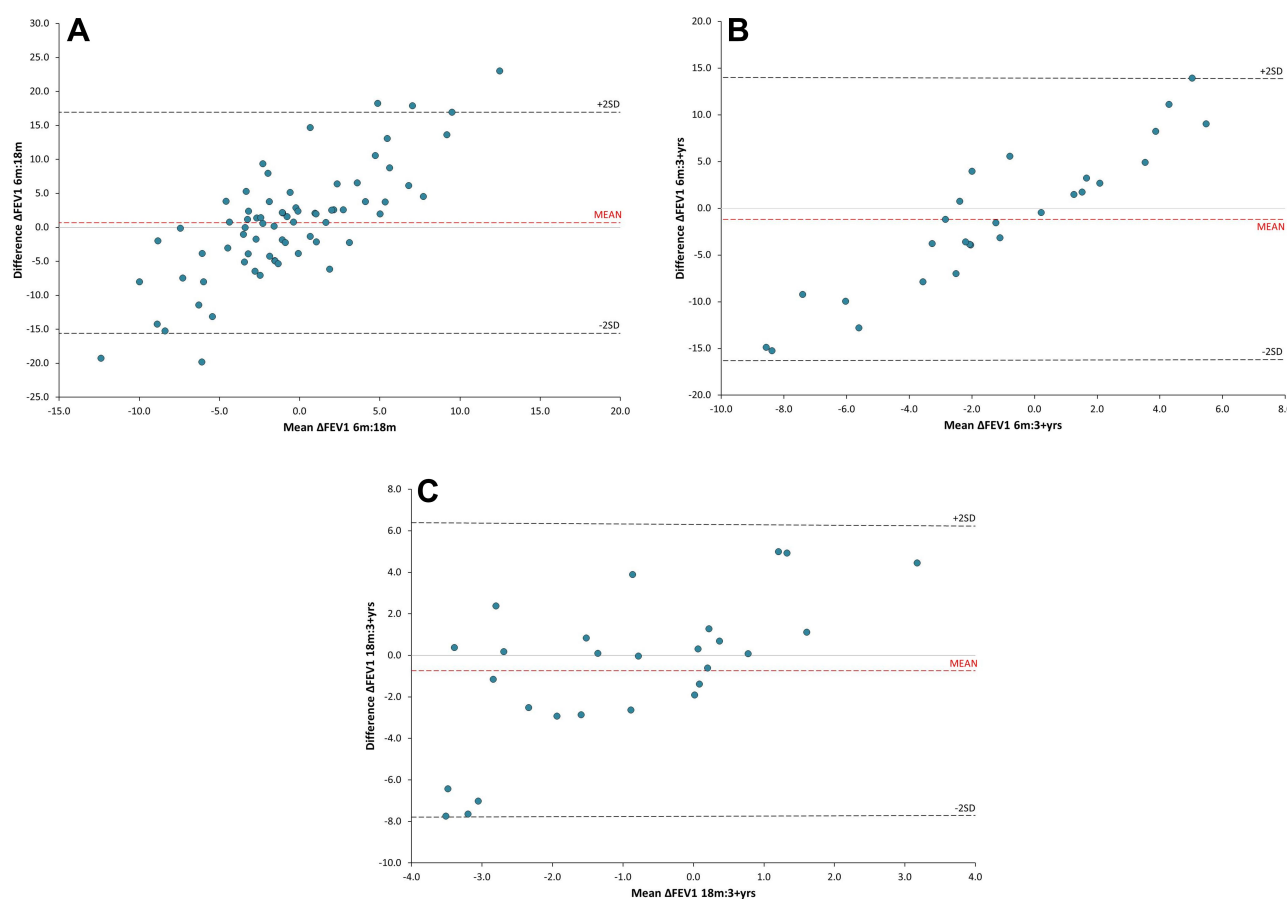 A
30.0
25.0
20.0
+2SD
15.0
10.0
5.0
MEAN
0.0
-5.0
-10.0
-2SD
-15.0
-20.0
-25.0
-15.0 -10.0 -5.0 0.0 5.0 10.0 15.0 20.0
Mean ΔFEV1 6m:18m
Difference ΔFEV1 6m:18m
B
20.0
15.0
+2SD
10.0
5.0
0.0
MEAN
-5.0
-10.0
-15.0
-2SD
-20.0
-10.0 -8.0 -6.0 -4.0 -2.0 0.0 2.0 4.0 6.0 8.0
Mean ΔFEV1 6m:3+yrs
Difference ΔFEV1 6m:3+yrs
C
8.0
+2SD
6.0
4.0
2.0
0.0
MEAN
-2.0
-4.0
-6.0
-2SD
-8.0
-10.0
-4.0 -3.0 -2.0 -1.0 0.0 1.0 2.0 3.0 4.0
Mean ΔFEV1 18m:3+yrs
Difference ΔFEV1 18m:3+yrs